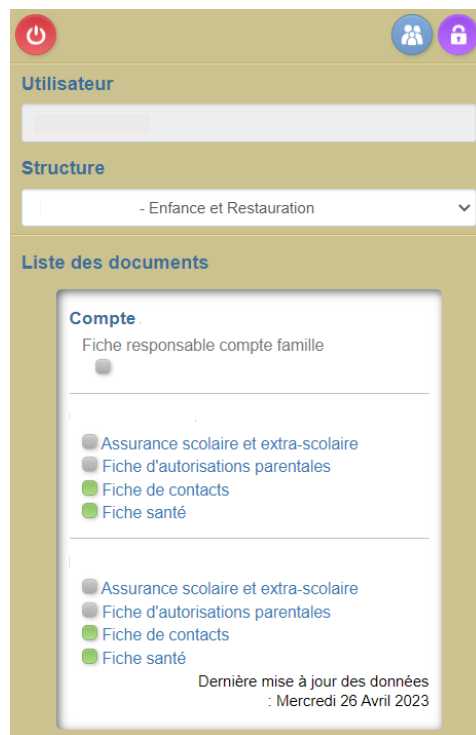 Utilisateur
Structure
- Enfance et Restauration
Liste des documents
Compte
Fiche responsable compte famille
Assurance scolaire et extra-scolaire
Fiche d'autorisations parentales
Fiche de contacts
Fiche santé
Assurance scolaire et extra-scolaire
Fiche d'autorisations parentales
Fiche de contacts
Fiche santé
Dernière mise à jour des données
: Mercredi 26 Avril 2023